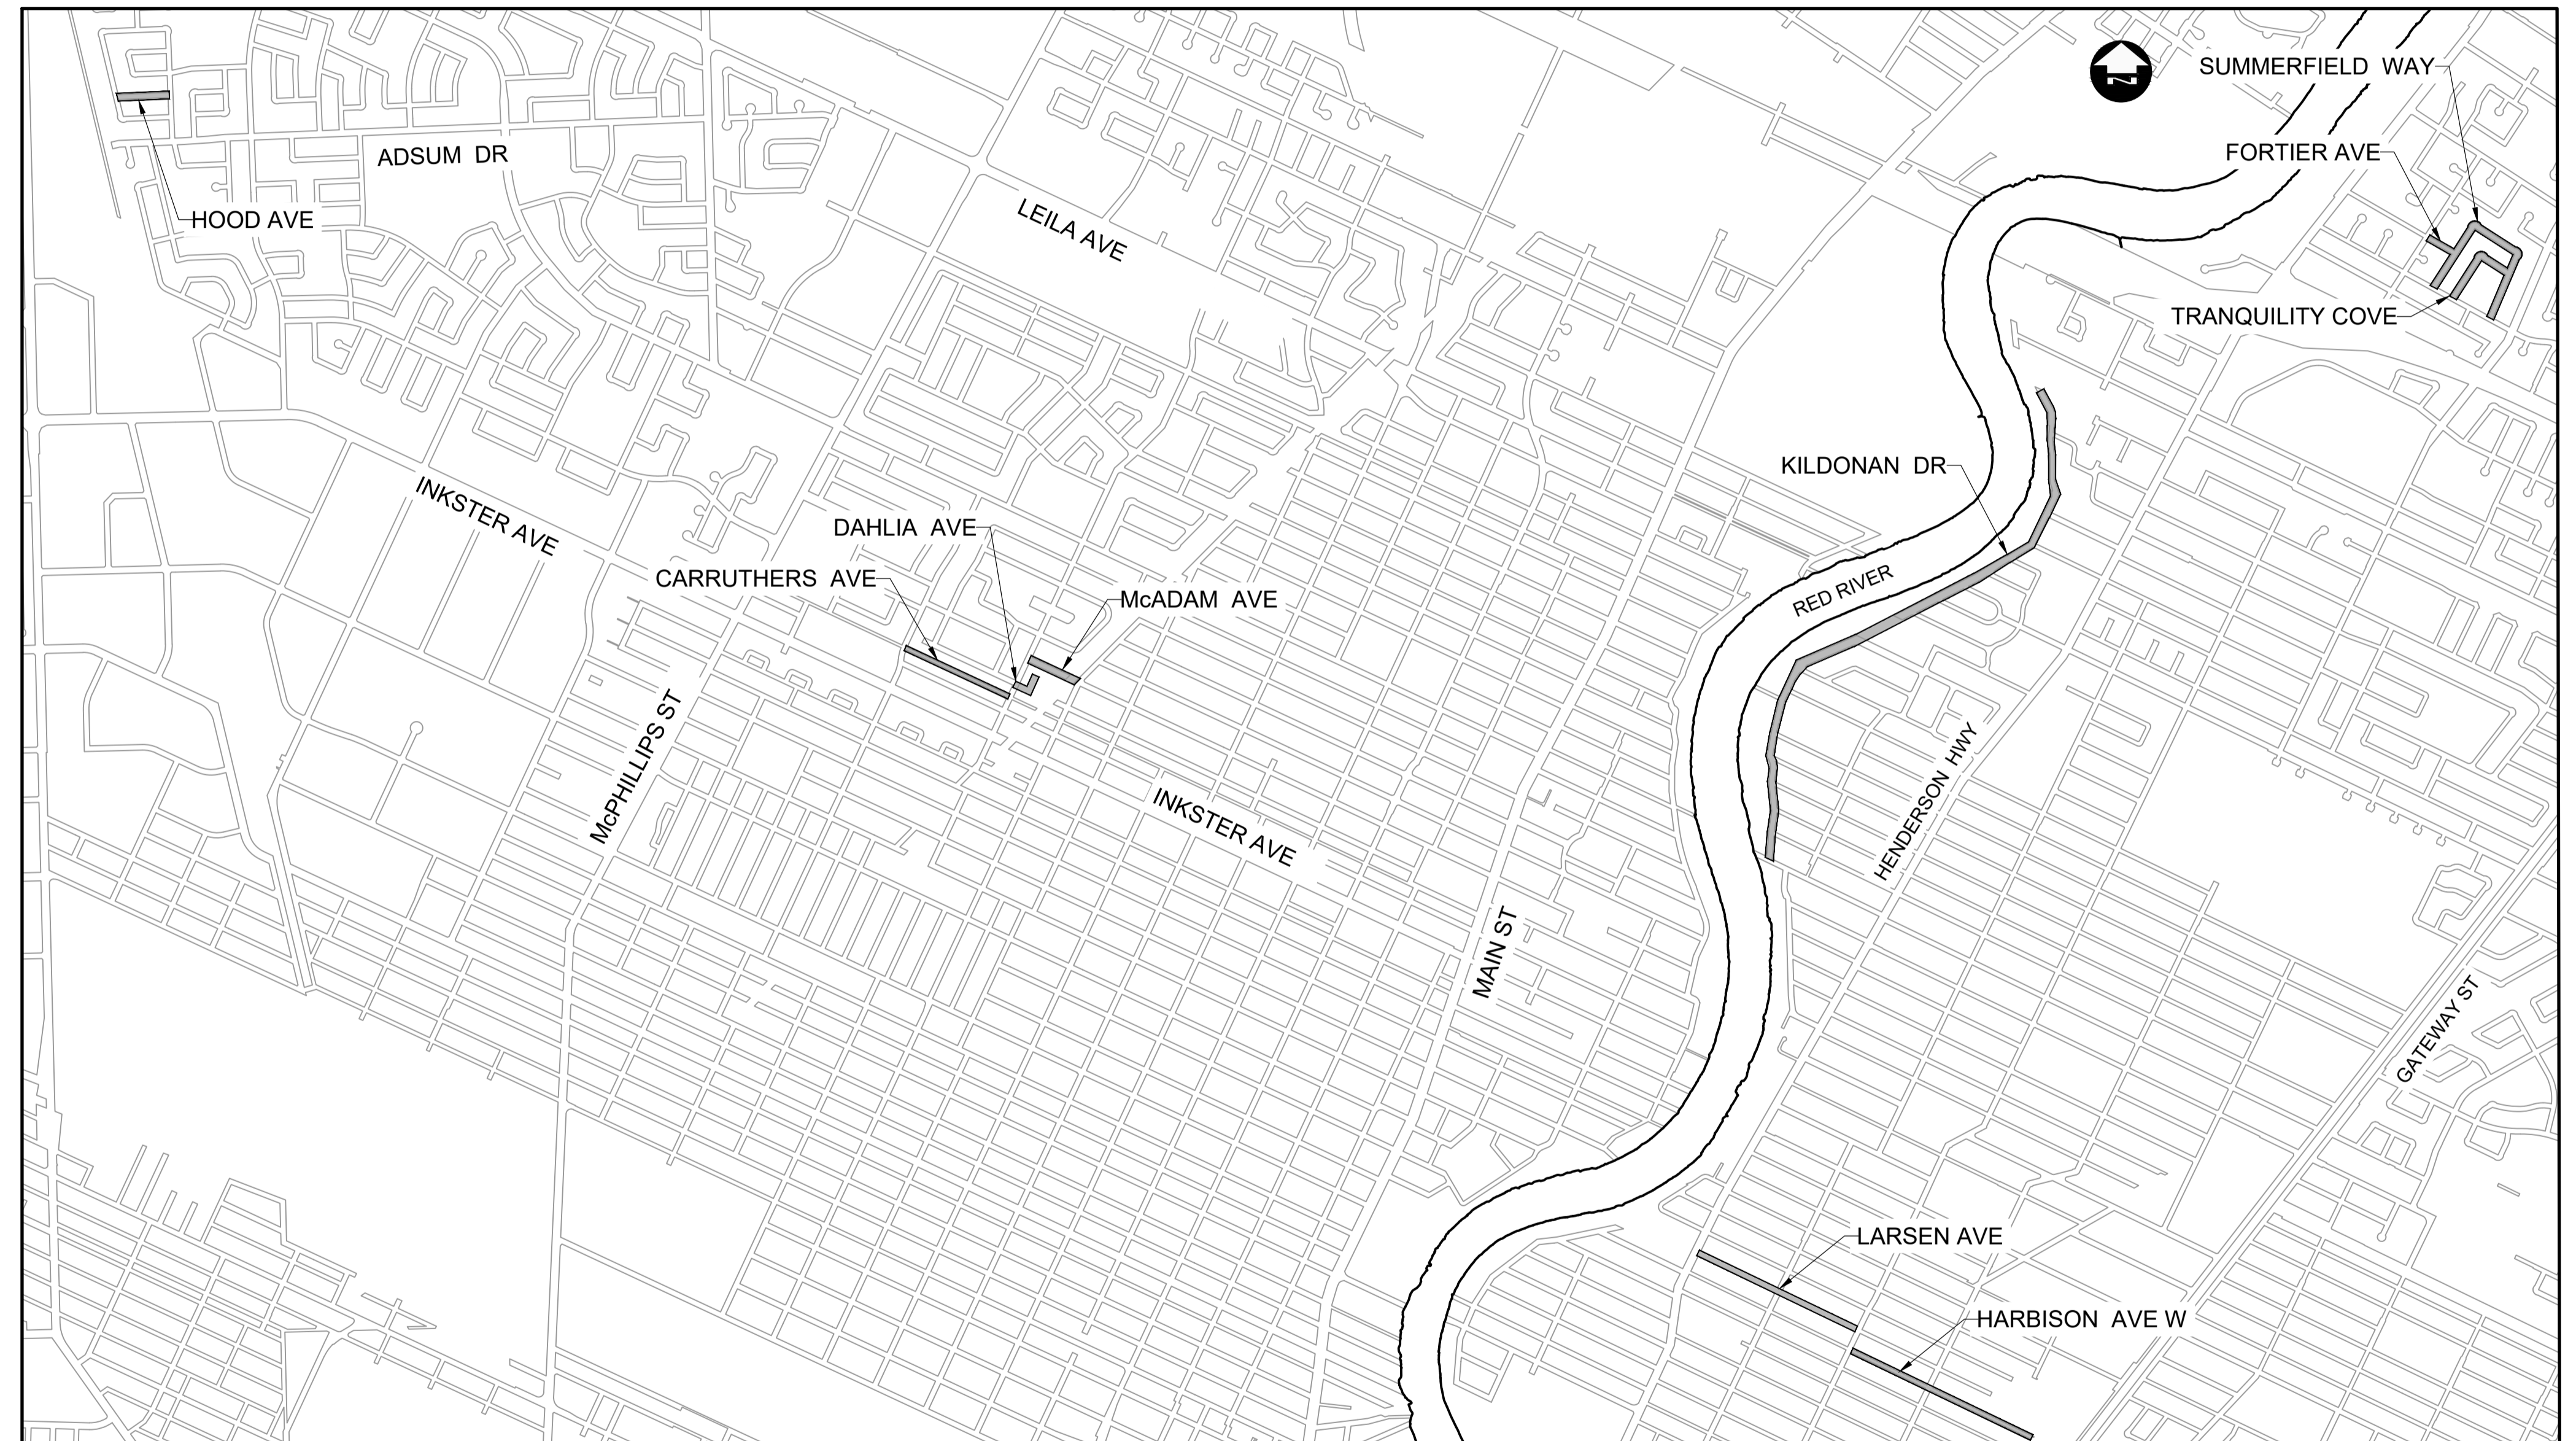 SUMMERFIELD WAY
FORTIER AVE
ADSUM DR
HOOD AVE
LEILA AVE
TRANQUILITY COVE
KILDONAN DR
INKSTER AVE
DAHLIA AVE
CARRUTHERS AVE
McADAM AVE
RED RIVER
McPHILLIPS ST
HENDERSON HWY
INKSTER AVE
MAIN ST
GATEWAY ST
LARSEN AVE
HARBISON AVE W